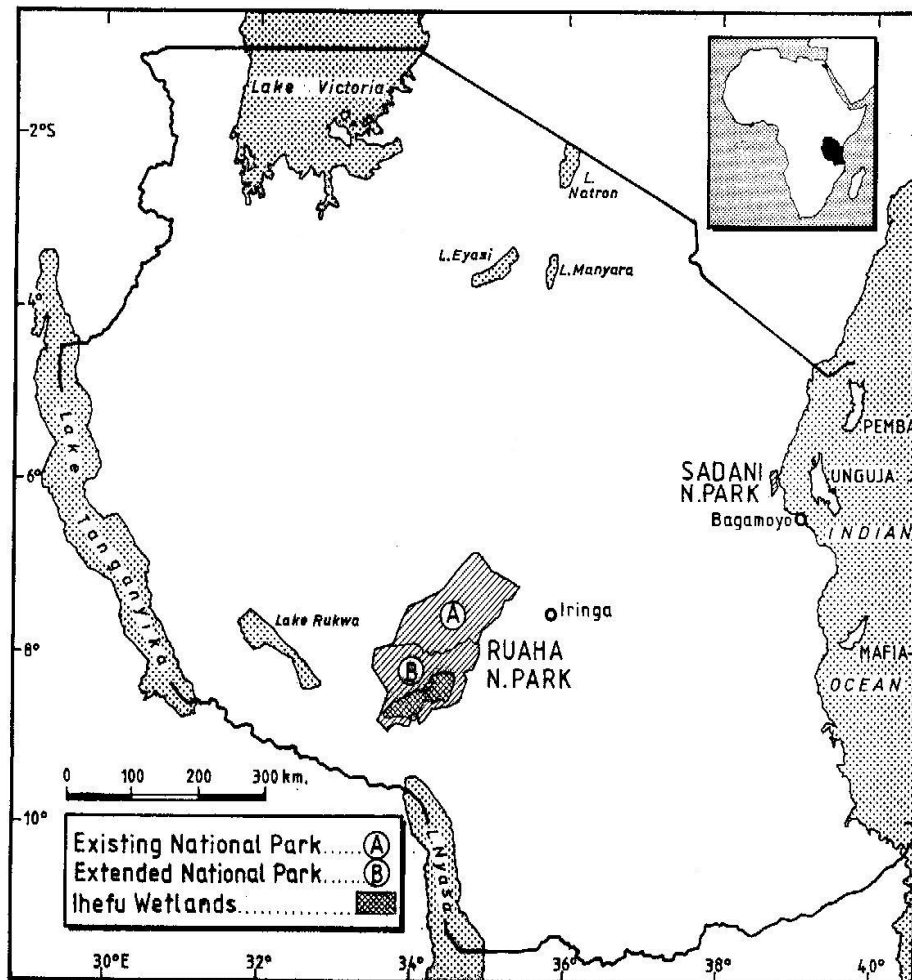 Lake Victoria
2°S
L.
Natron
L.Eyasi
L.Manyara
4°
PEMBA
6°
SADANI
N.PARK
UNGUJA
Bagamoyo
INDIAN
Lake Tanganyika
Iringa
Lake Rukwa
A
8°
RUAHA
N.PARK
B
MAFIA
OCEAN
0 100 200 300 km.
10°
L.Nyasa
Existing National Park......A
Extended National Park....B
Ihefu Wetlands..............
30°E 32° 34° 36° 38° 40°